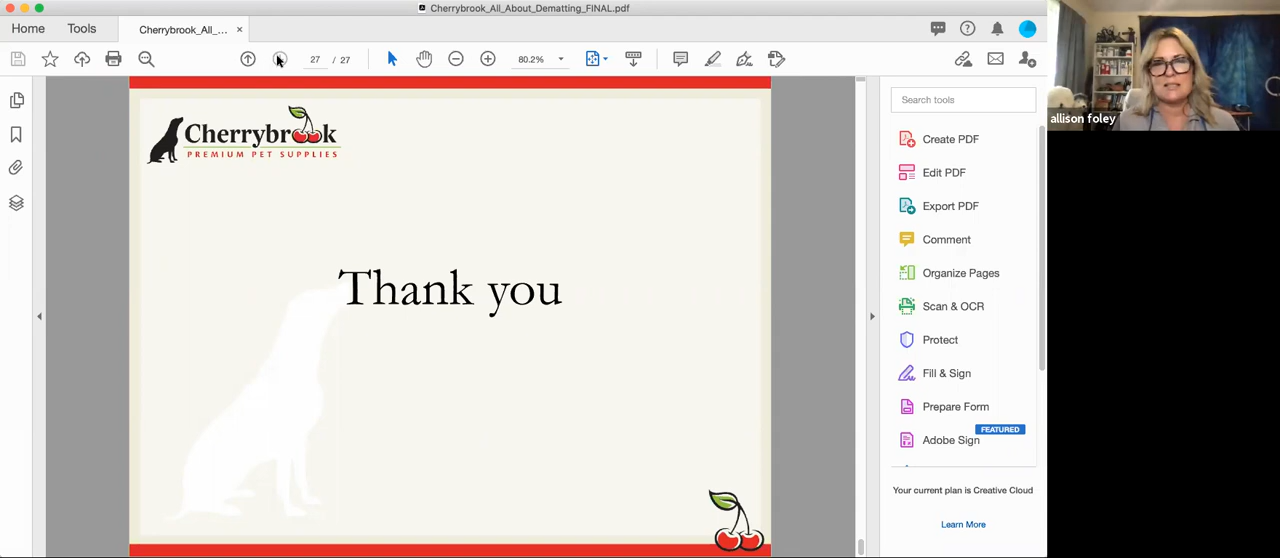 Cherrybrook_All_About_Dematting_FINAL.pdf
Home
Tools
Cherrybrook_All_...
27 / 27
80.2%
Search tools
Create PDF
Edit PDF
Export PDF
Comment
Organize Pages
Scan & OCR
Protect
Fill & Sign
Prepare Form
FEATURED
Adobe Sign
Your current plan is Creative Cloud
Learn More
Cherrybrook
PREMIUM PET SUPPLIES
Thank you
allison foley